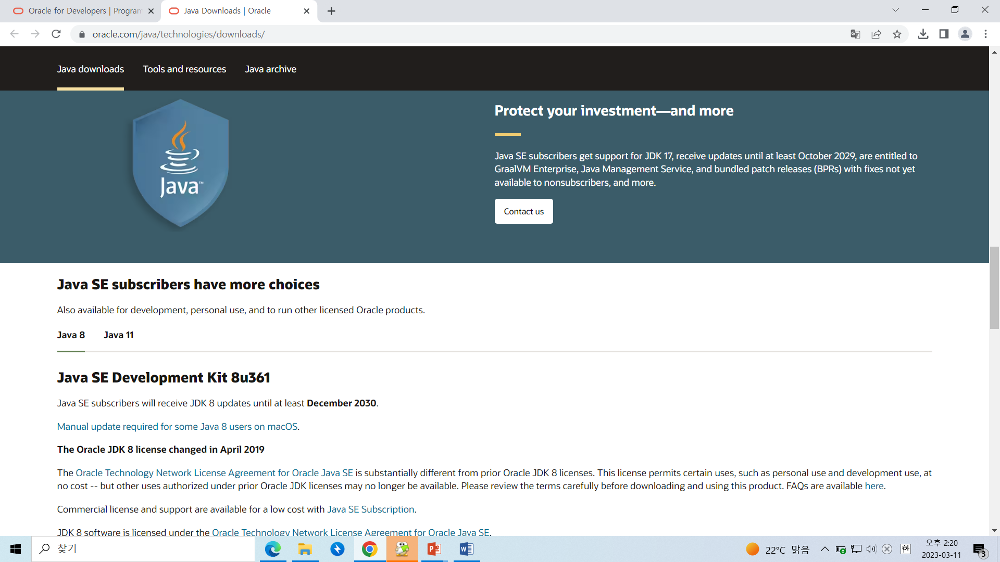 Oracle for Developers | Program
Java Downloads | Oracle
oracle.com/java/technologies/downloads/
Java downloads
Tools and resources
Java archive
Java™
Protect your investment—and more
Java SE subscribers get support for JDK 17, receive updates until at least October 2029, are entitled to
GraalVM Enterprise, Java Management Service, and bundled patch releases (BPRs) with fixes not yet
available to nonsubscribers, and more.
Contact us
Java SE subscribers have more choices
Also available for development, personal use, and to run other licensed Oracle products.
Java 8
Java 11
Java SE Development Kit 8u361
Java SE subscribers will receive JDK 8 updates until at least December 2030.
Manual update required for some Java 8 users on macOS.
The Oracle JDK 8 license changed in April 2019
The Oracle Technology Network License Agreement for Oracle Java SE is substantially different from prior Oracle JDK 8 licenses. This license permits certain uses, such as personal use and development use, at
no cost -- but other uses authorized under prior Oracle JDK licenses may no longer be available. Please review the terms carefully before downloading and using this product. FAQs are available here.
Commercial license and support are available for a low cost with Java SE Subscription.
JDK 8 software is licensed under the Oracle Technology Network License Agreement for Oracle Java SE.
찾기
22°C 맑음
한
오후 2:20
2023-03-11
3